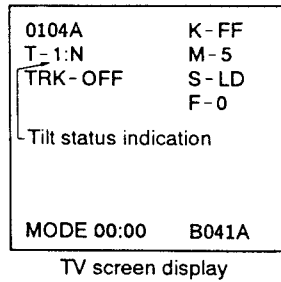 0104A K-FF
T-1:N M-5
TRK-OFF S-LD
F-0
Tilt status indication
MODE 00:00 B041A
TV screen display